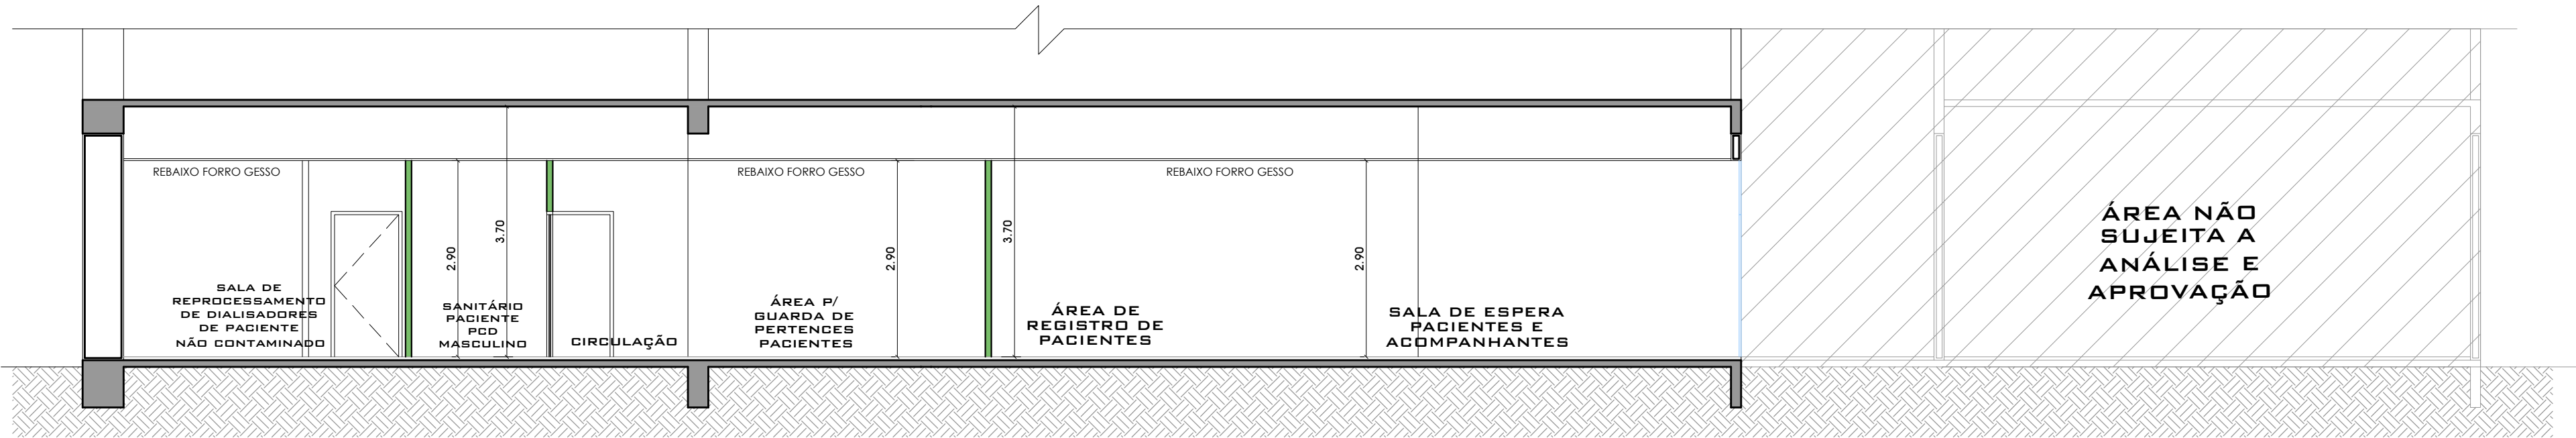 REBAIXO FORRO GESSO
REBAIXO FORRO GESSO
REBAIXO FORRO GESSO
2.90
3.70
2.90
3.70
2.90
SALA DE
REPROCESSAMENTO
DE DIALISADORES
DE PACIENTE
NÃO CONTAMINADO
SANITÁRIO
PACIENTE
PCD
MASCULINO
CIRCULAÇÃO
ÁREA P/
GUARDA DE
PERTENCES
PACIENTES
ÁREA DE
REGISTRO DE
PACIENTES
SALA DE ESPERA
PACIENTES E
ACOMPANHANTES
ÁREA NÃO
SUJEITA A
ANÁLISE E
APROVAÇÃO